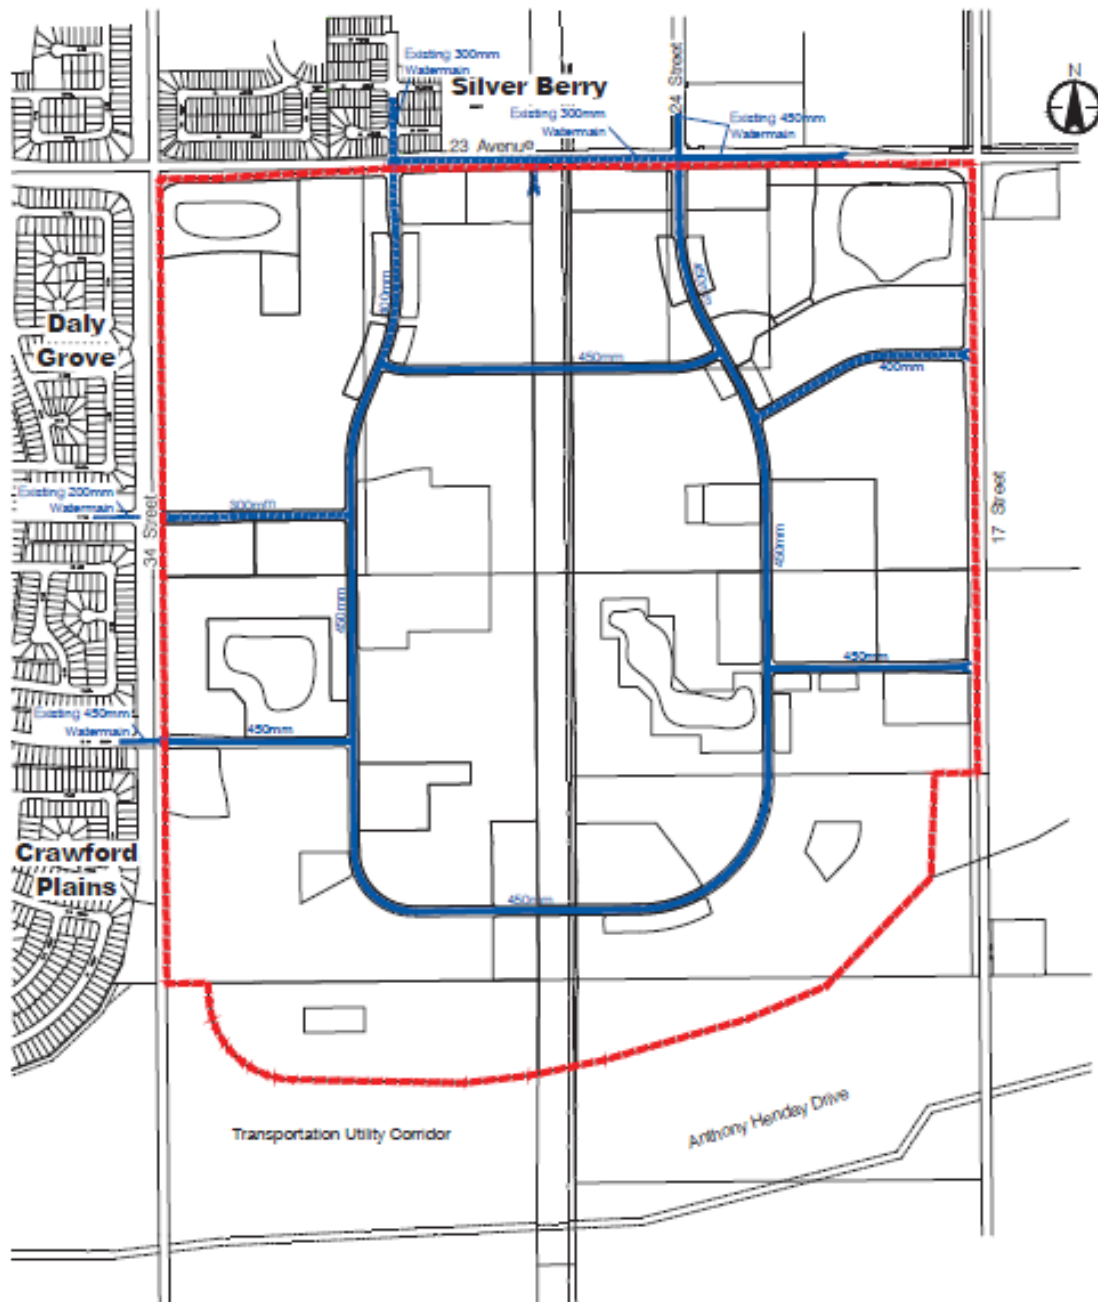 Existing 300mm
Watermain
Silver Berry
24 Street
N
Existing 300mm
Watermain
Existing 450mm
Watermain
23 Avenue
450mm
450mm
400mm
Daly
Grove
Existing 200mm
Watermain
34 Street
300mm
17 Street
450mm
450mm
450mm
Existing 450mm
Watermain
450mm
Crawford
Plains
450mm
Transportation Utility Corridor
Anthony Henday Drive